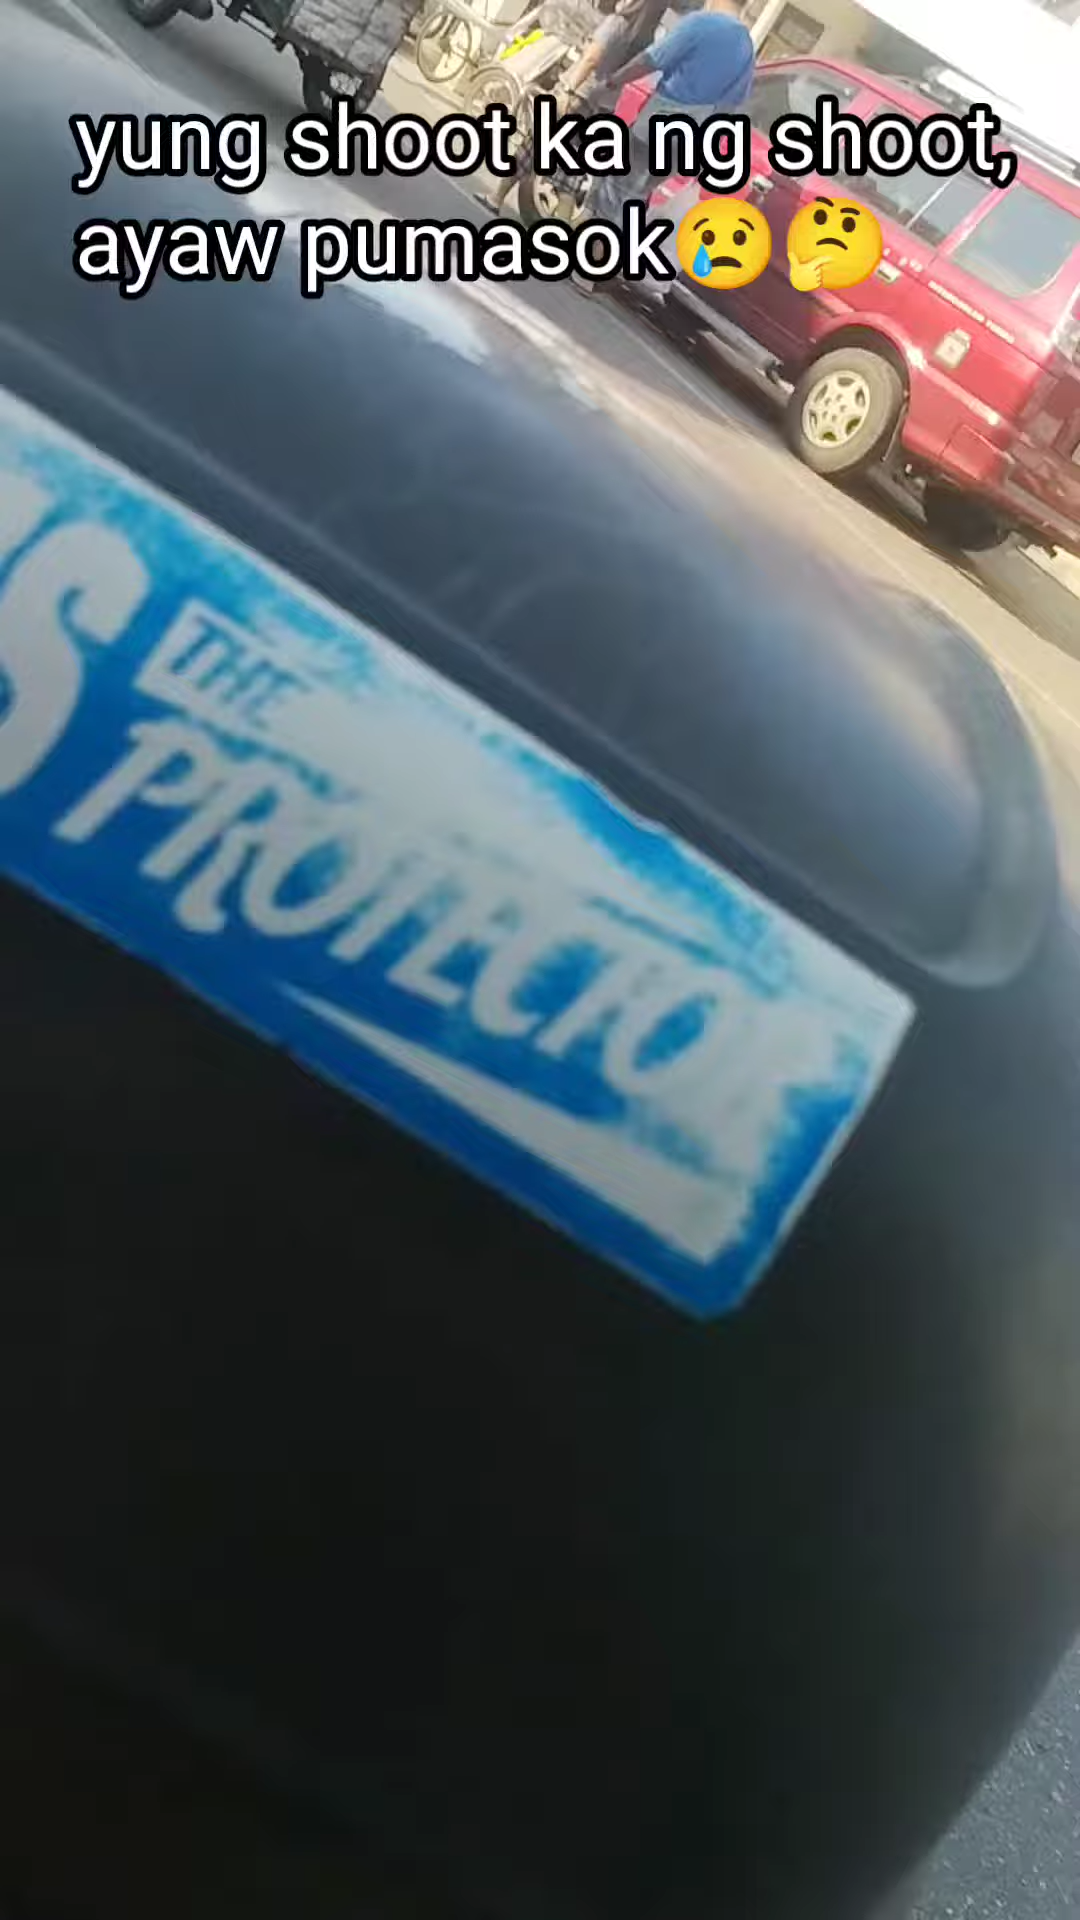 yung shoot ka ng shoot,
ayaw pumasok😢🤔
S
THE
PROTECTOR